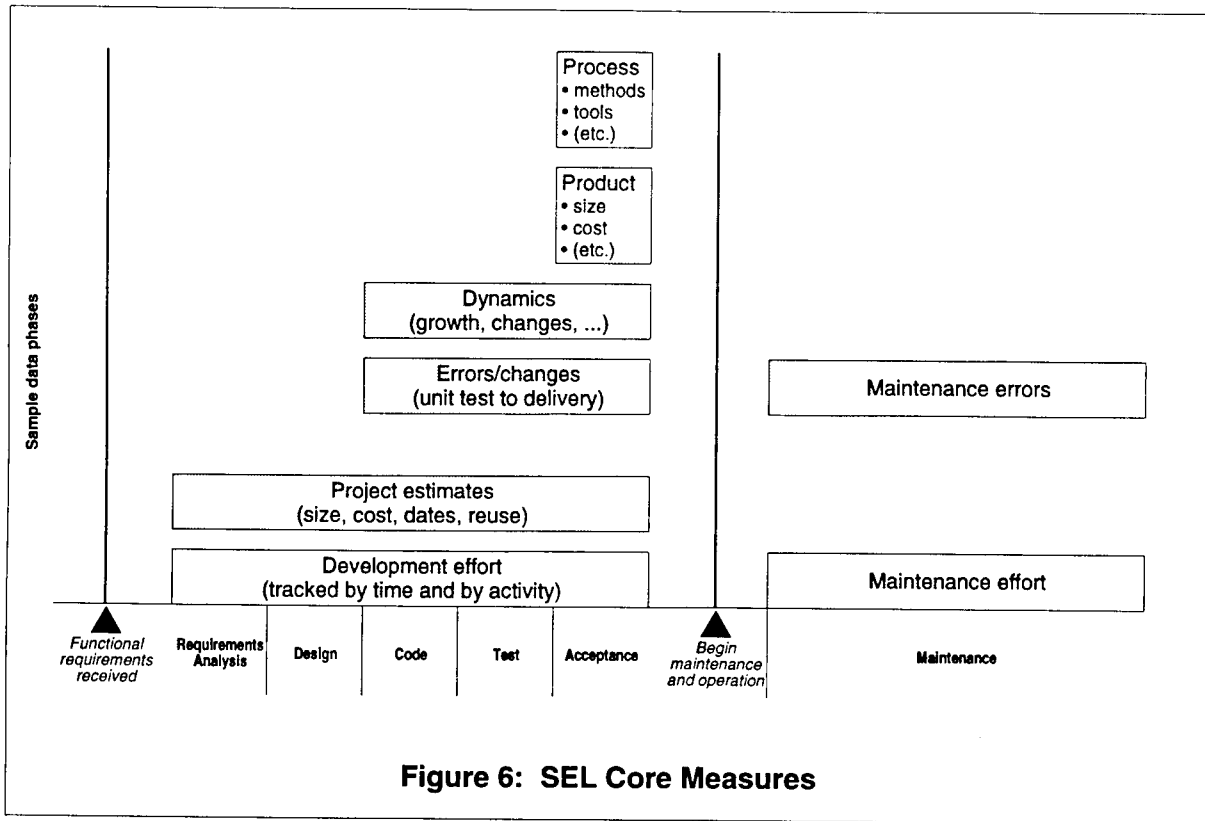 Process
• methods
• tools
• (etc.)
Product
• size
• cost
• (etc.)
Dynamics
(growth, changes, ...)
Errors/changes
(unit test to delivery)
Maintenance errors
Sample data phases
Project estimates
(size, cost, dates, reuse)
Development effort
(tracked by time and by activity)
Maintenance effort
Functional
requirements
received
Requirements
Analysis
Design
Code
Test
Acceptance
Begin
maintenance
and operation
Maintenance
Figure 6: SEL Core Measures